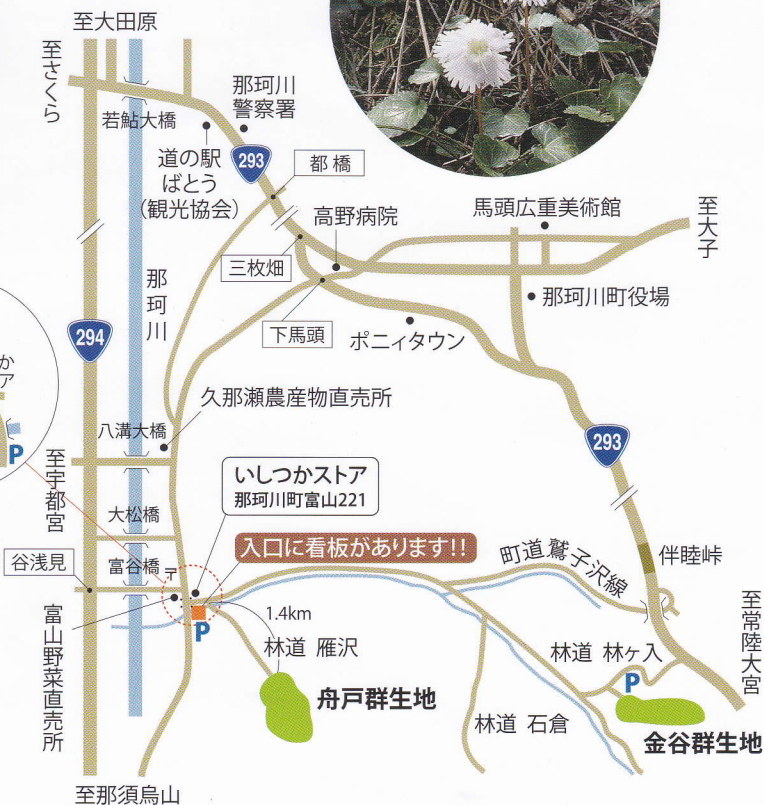 至大田原
至さくら
若鮎大橋
那珂川
警察署
道の駅
ばとう
(観光協会)
293
都橋
高野病院
馬頭広重美術館
至大子
三枚畑
那珂川
下馬頭
ポニィタウン
那珂川町役場
294
か
ア
P
久那瀬農産物直売所
八溝大橋
至宇都宮
いしつかストア
那珂川町富山221
293
大松橋
入口に看板があります!!
町道鷲子沢線
伴睦峠
谷浅見
富谷橋
〒
P
1.4km
林道 雁沢
富山野菜直売所
舟戸群生地
林道 石倉
林道 林ヶ入
P
金谷群生地
至常陸大宮
至那須烏山